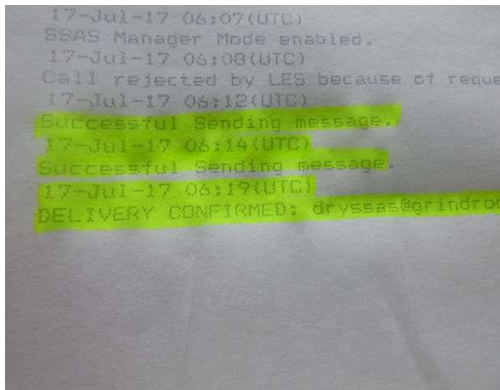 17-Jul-17 06:07(UTC)
SSAS Manager Mode enabled.
17-Jul-17 06:08(UTC)
Call rejected by LES because of reque
17-Jul-17 06:12(UTC)
Successful Sending message.
17-Jul-17 06:14(UTC)
Successful Sending message.
17-Jul-17 06:19(UTC)
DELIVERY CONFIRMED: dryssas@grindro